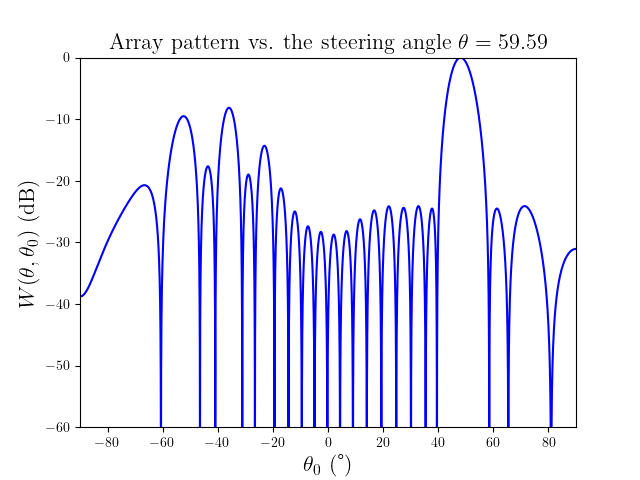 Array pattern vs. the steering angle θ = 59.59
W(θ, θ₀) (dB)
0
−10
−20
−30
−40
−50
−60
−80 −60 −40 −20 0 20 40 60 80
θ₀ (°)